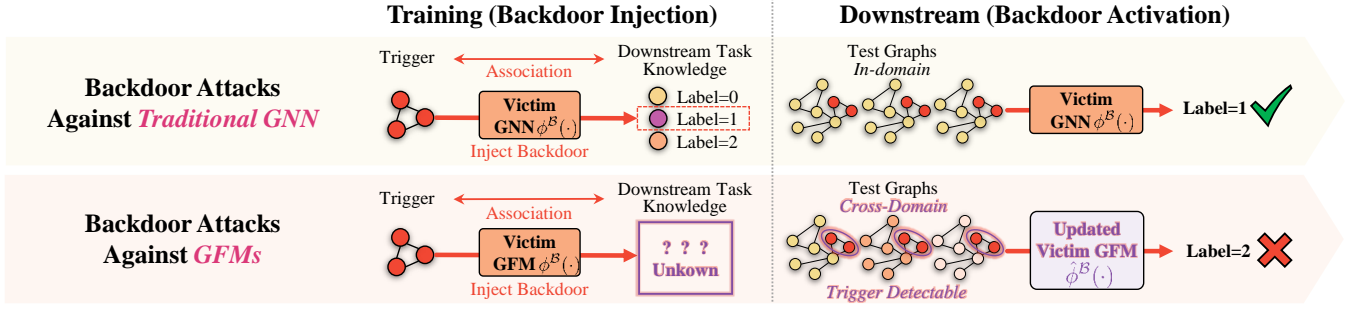 Training (Backdoor Injection)
Downstream (Backdoor Activation)
Backdoor Attacks
Against Traditional GNN
Trigger
Association
Downstream Task
Knowledge
Victim
GNN ϕᴮ(·)
Inject Backdoor
Label=0
Label=1
Label=2
Test Graphs
In-domain
Victim
GNN ϕᴮ(·)
Label=1
Backdoor Attacks
Against GFMs
Trigger
Association
Downstream Task
Knowledge
Victim
GFM ϕᴮ(·)
Inject Backdoor
? ? ?
Unkown
Test Graphs
Cross-Domain
Trigger Detectable
Updated
Victim GFM
ϕ̂ᴮ(·)
Label=2